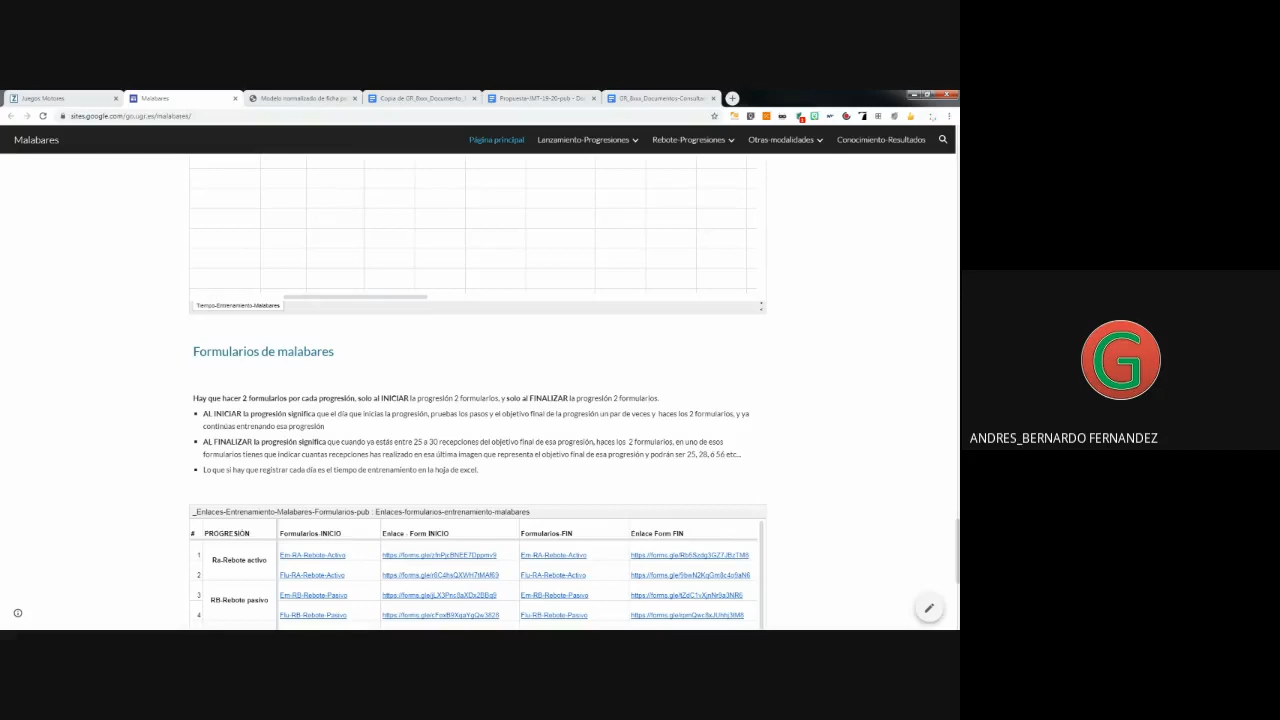 Juegos Motores
Malabares
Modelo normalizado de ficha pe
Copia de GR_Bxxx_Documento_I
Propuesta-JMT-19-20-pub - Doc
GR_Bxxx_Documentos-Consultar
sites.google.com/go.ugr.es/malabares/
Malabares
Página principal
Lanzamiento-Progresiones
Rebote-Progresiones
Otras-modalidades
Conocimiento-Resultados
Tiempo-Entrenamiento-Malabares
Formularios de malabares
Hay que hacer 2 formularios por cada progresión, solo al INICIAR la progresión 2 formularios, y solo al FINALIZAR la progresión 2 formularios.
AL INICIAR la progresión significa que el día que inicias la progresión, pruebas los pasos y el objetivo final de la progresión un par de veces y haces los 2 formularios, y ya
continúas entrenando esa progresión
AL FINALIZAR la progresión significa que cuando ya estás entre 25 a 30 recepciones del objetivo final de esa progresión, haces los 2 formularios, en uno de esos
formularios tienes que indicar cuantas recepciones has realizado en esa última imagen que representa el objetivo final de esa progresión y podrán ser 25, 28, ó 56 etc...
Lo que si hay que registrar cada día es el tiempo de entrenamiento en la hoja de excel.
_Enlaces-Entrenamiento-Malabares-Formularios-pub : Enlaces-formularios-entrenamiento-malabares
# PROGRESIÓN Formularios-INICIO Enlace - Form INICIO Formularios-FIN Enlace Form FIN
1 Em-RA-Rebote-Activo Em-RA-Rebote-Activo
Ra-Rebote activo
2 Flu-RA-Rebote-Activo Flu-RA-Rebote-Activo
3 Em-RB-Rebote-Pasivo Em-RB-Rebote-Pasivo
RB-Rebote pasivo
4 Flu-RB-Rebote-Pasivo Flu-RB-Rebote-Pasivo
G
ANDRES_BERNARDO FERNANDEZ